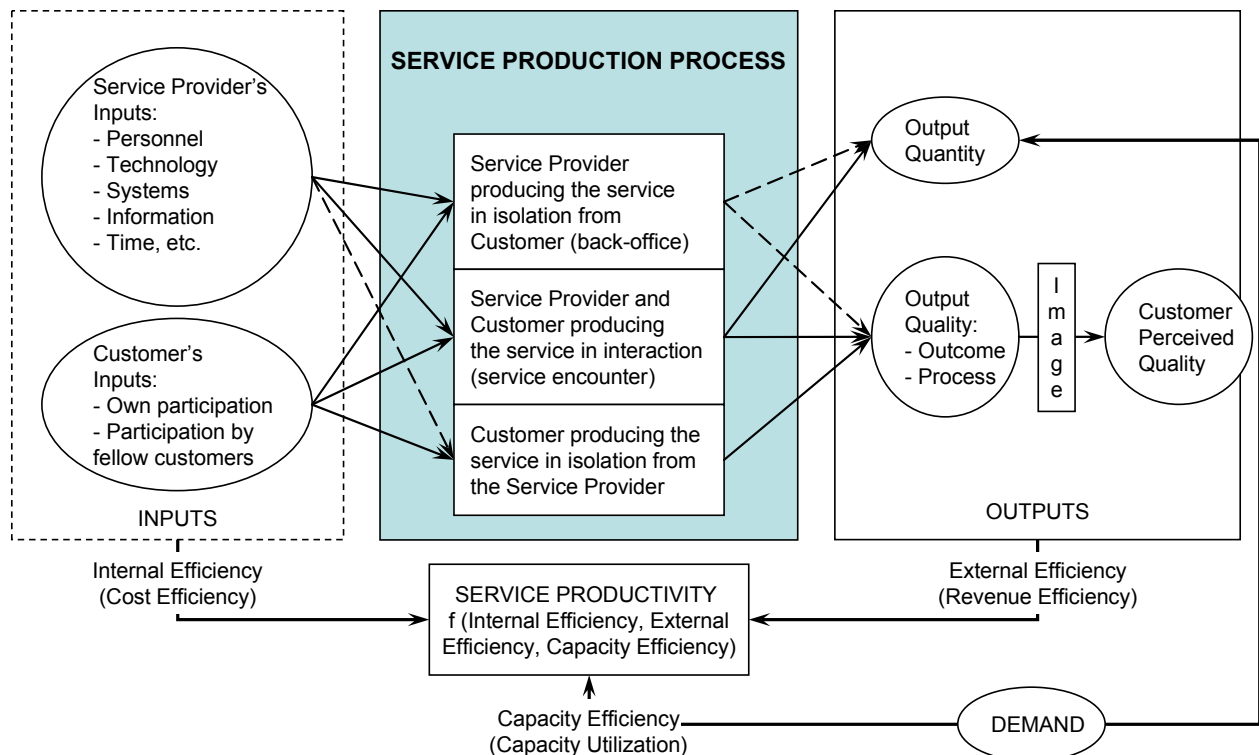 Service Provider's
Inputs:
- Personnel
- Technology
- Systems
- Information
- Time, etc.
Customer's
Inputs:
- Own participation
- Participation by
fellow customers
INPUTS
SERVICE PRODUCTION PROCESS
Service Provider
producing the service
in isolation from
Customer (back-office)
Service Provider and
Customer producing
the service in interaction
(service encounter)
Customer producing the
service in isolation from
the Service Provider
Output
Quantity
Output
Quality:
- Outcome
- Process
I
m
a
g
e
Customer
Perceived
Quality
OUTPUTS
Internal Efficiency
(Cost Efficiency)
SERVICE PRODUCTIVITY
f (Internal Efficiency, External
Efficiency, Capacity Efficiency)
External Efficiency
(Revenue Efficiency)
Capacity Efficiency
(Capacity Utilization)
DEMAND